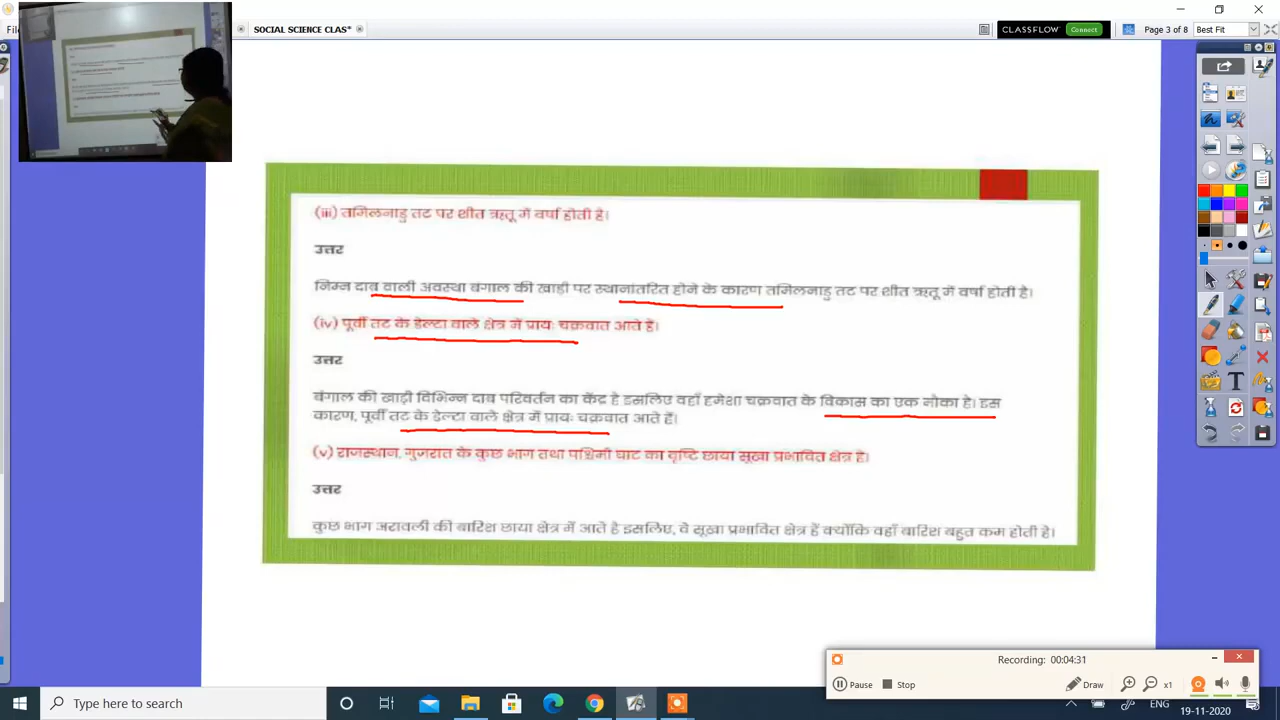 SOCIAL SCIENCE CLAS*
CLASSFLOW Connect Page 3 of 8 Best Fit
(iii) तमिलनाडु तट पर शीत ऋतू में वर्षा होती है।
उत्तर
निम्न दाब वाली अवस्था बंगाल की खाड़ी पर स्थानांतरित होने के कारण तमिलनाडु तट पर शीत ऋतू में वर्षा होती है।
(iv) पूर्वी तट के डेल्टा वाले क्षेत्र में प्रायः चक्रवात आते है।
उत्तर
बंगाल की खाड़ी विभिन्न दाब परिवर्तन का केंद्र है इसलिए वहाँ हमेशा चक्रवात के विकास का एक नौका है। इस
कारण, पूर्वी तट के डेल्टा वाले क्षेत्र में प्रायः चक्रवात आते हैं।
(v) राजस्थान, गुजरात के कुछ भाग तथा पश्चिमी घाट का वृष्टि छाया सूखा प्रभावित क्षेत्र है।
उत्तर
कुछ भाग अरावली की बारिश छाया क्षेत्र में आते है इसलिए, वे सूखा प्रभावित क्षेत्र हैं क्योंकि वहाँ बारिश बहुत कम होती है।
Recording: 00:04:31
Pause Stop Draw x1
Type here to search
ENG
19-11-2020